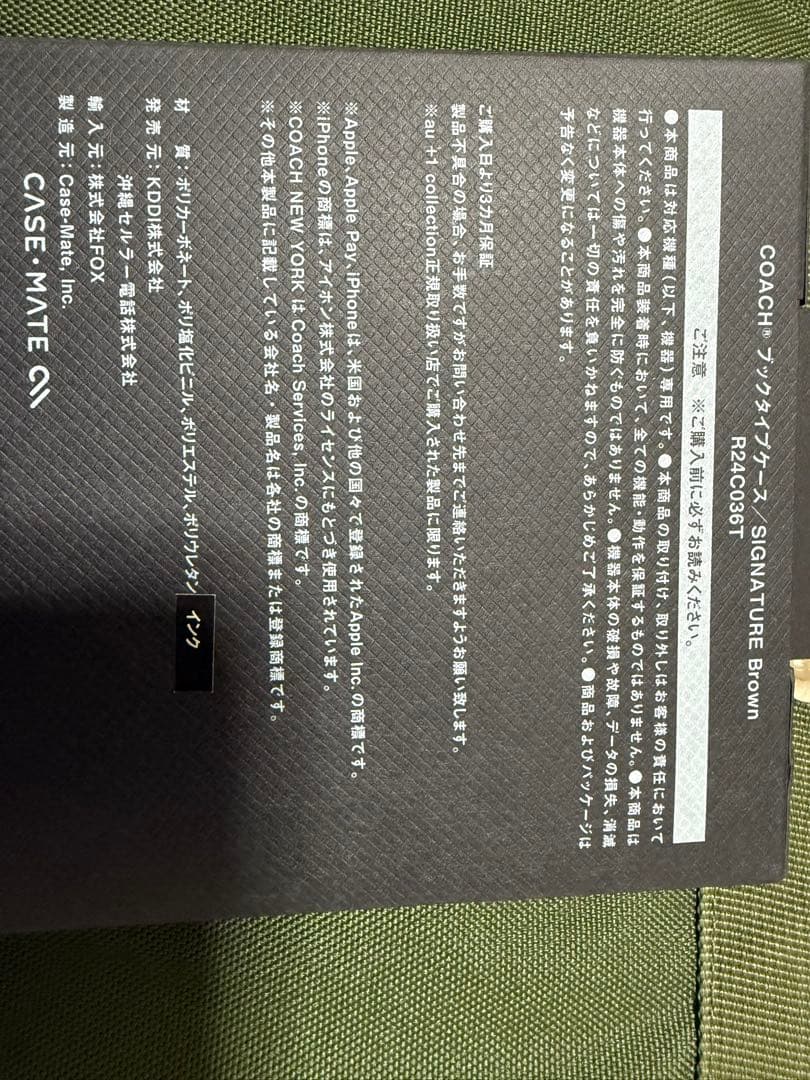 COACH® ブックタイプケース／SIGNATURE Brown
R24C036T
ご注意 ※ご購入前に必ずお読みください。
●本商品は対応機種(以下、機器)専用です。●本商品の取り付け、取り外しはお客様の責任において
行ってください。●本商品装着時において、全ての機能・動作を保証するものではありません。●本商品は
機器本体への傷や汚れを完全に防ぐものではありません。●機器本体の破損や故障、データの損失、消滅
などについては一切の責任を負いかねますので、あらかじめご了承ください。●商品およびパッケージは
予告なく変更になることがあります。
ご購入日より3カ月保証
製品不具合の場合、お手数ですがお問い合わせ先までご連絡いただきますようお願い致します。
※au +1 collection正規取り扱い店でご購入された製品に限ります。
※Apple、Apple Pay、iPhoneは、米国および他の国々で登録されたApple Inc.の商標です。
※iPhoneの商標は、アイホン株式会社のライセンスにもとづき使用されています。
※COACH NEW YORK は Coach Services, Inc.の商標です。
※その他本製品に記載している会社名・製品名は各社の商標または登録商標です。
材 質：ポリカーボネート、ポリ塩化ビニル、ポリエステル、ポリウレタン インク
発 売 元：KDDI株式会社
沖縄セルラー電話株式会社
輸 入 元：株式会社FOX
製 造 元：Case-Mate, Inc.
CASE・MATE